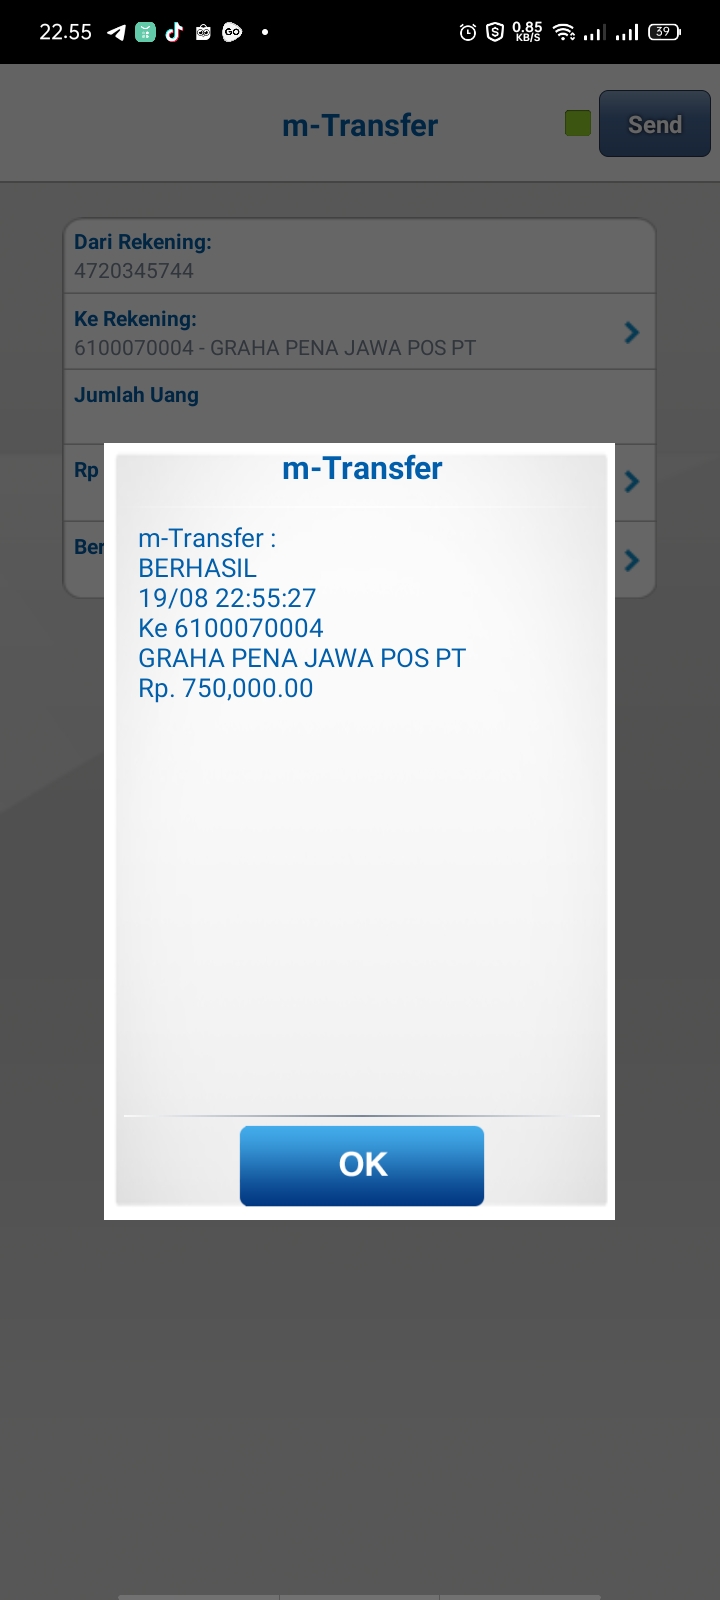 22.55
GO
0.85
KB/S
39
m-Transfer
Send
Dari Rekening:
4720345744
Ke Rekening:
6100070004 - GRAHA PENA JAWA POS PT
Jumlah Uang
Rp
Ber
m-Transfer
m-Transfer :
BERHASIL
19/08 22:55:27
Ke 6100070004
GRAHA PENA JAWA POS PT
Rp. 750,000.00
OK